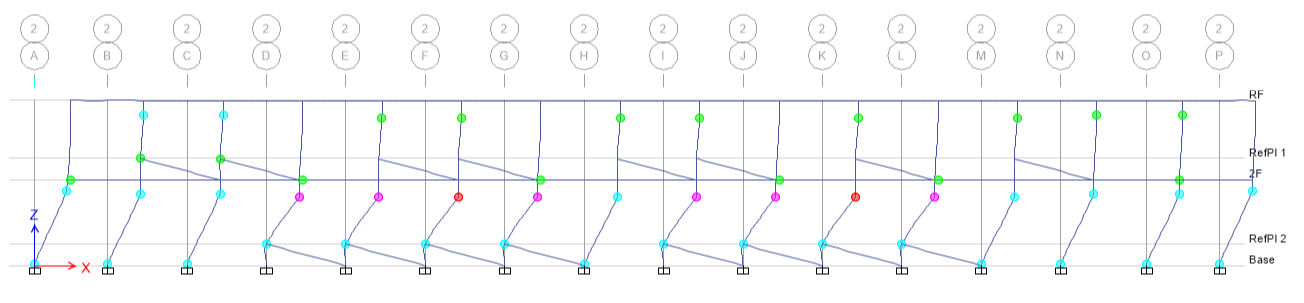 2 2 2 2 2 2 2 2 2 2 2 2 2 2 2 2
A B C D E F G H I J K L M N O P
RF
RefPl 1
2F
Z
RefPl 2
Base
X